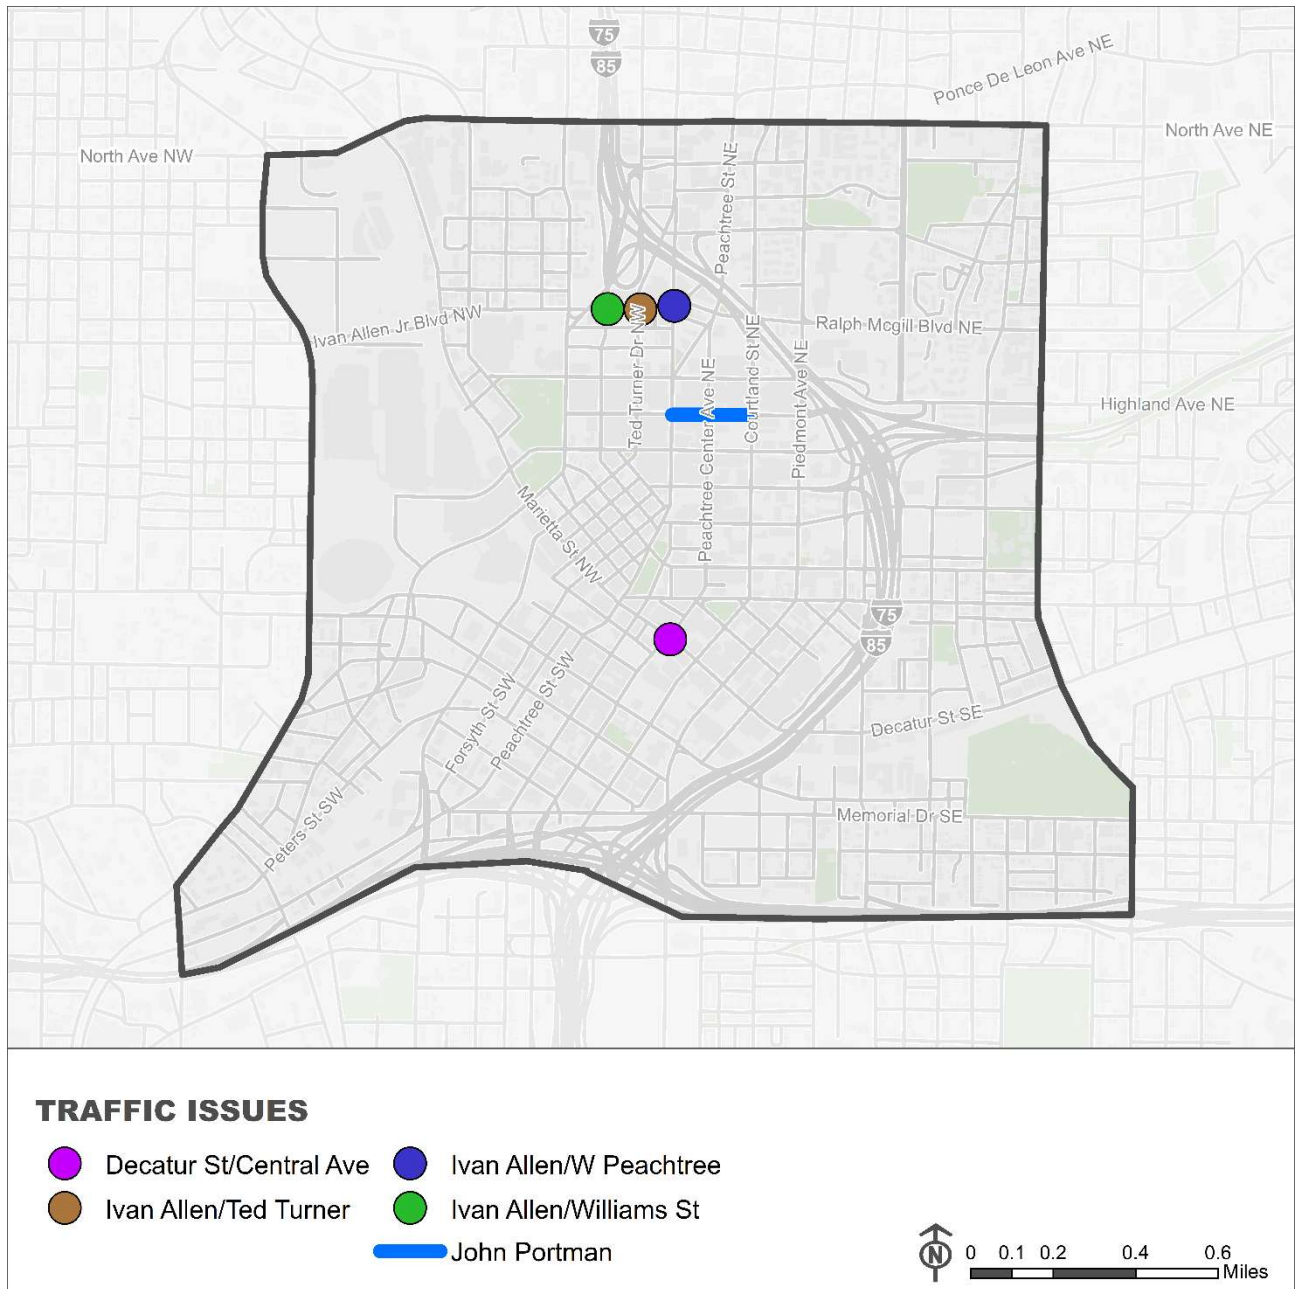 75
85
Ponce De Leon Ave NE
North Ave NW
North Ave NE
Peachtree St NE
Ivan Allen Jr Blvd NW
Ted Turner Dr NW
Courtland St NE
Ralph Mcgill Blvd NE
Peachtree Center Ave NE
Piedmont Ave NE
Highland Ave NE
Marietta St NW
75
85
Forsyth St SW
Peachtree St SW
Decatur St SE
Peters St SW
Memorial Dr SE
TRAFFIC ISSUES
Decatur St/Central Ave
Ivan Allen/W Peachtree
Ivan Allen/Ted Turner
Ivan Allen/Williams St
John Portman
N
0 0.1 0.2 0.4 0.6
Miles